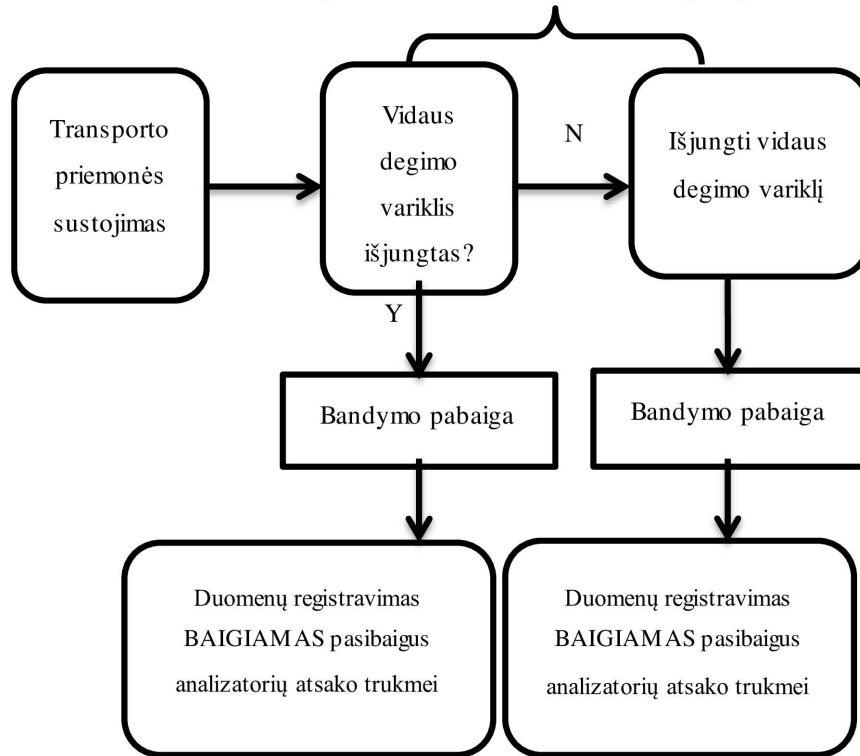 Transporto
priemonės
sustojimas
Vidaus
degimo
variklis
išjungtas?
N
Išjungti vidaus
degimo variklį
Y
Bandymo pabaiga
Bandymo pabaiga
Duomenų registravimas
BAIGIAMAS pasibaigus
analizatorių atsako trukmei
Duomenų registravimas
BAIGIAMAS pasibaigus
analizatorių atsako trukmei